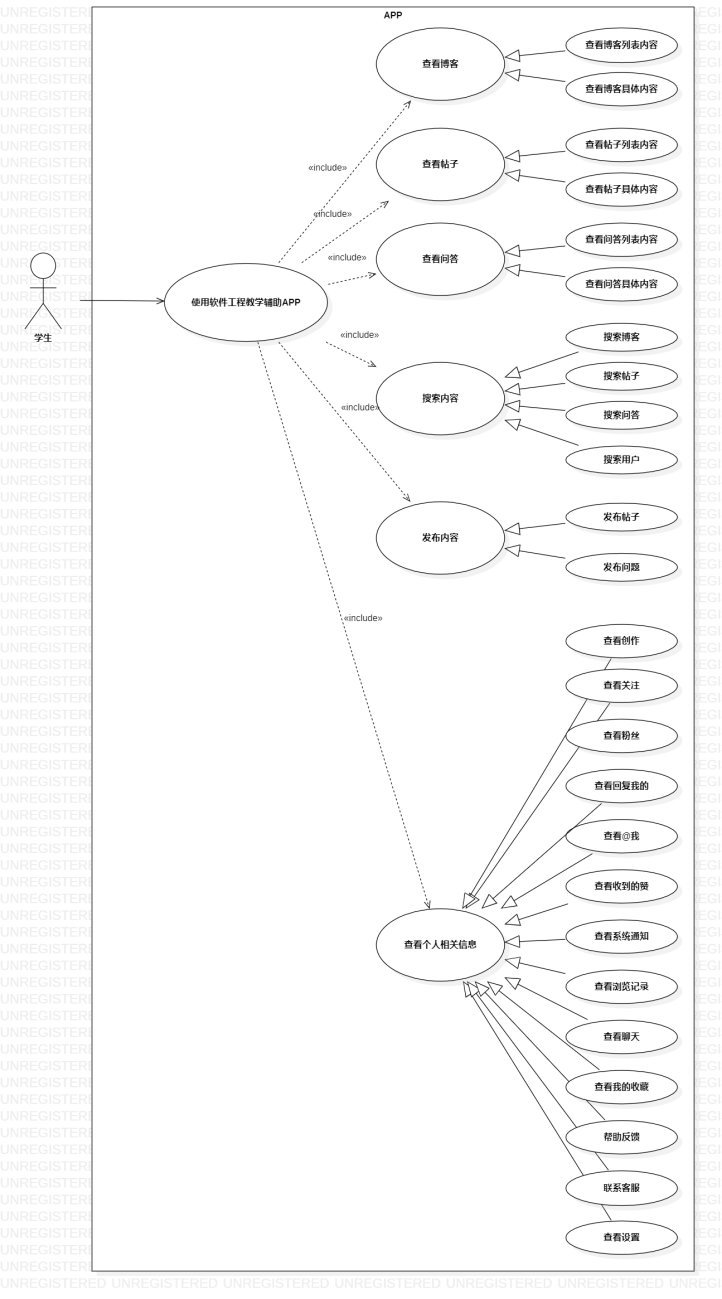 APP
查看博客
查看博客列表内容
查看博客具体内容
«include»
查看帖子
查看帖子列表内容
查看帖子具体内容
«include»
查看问答
查看问答列表内容
查看问答具体内容
«include»
学生
使用软件工程教学辅助APP
«include»
搜索内容
搜索博客
搜索帖子
搜索问答
搜索用户
«include»
发布内容
发布帖子
发布问题
«include»
查看个人相关信息
查看创作
查看关注
查看粉丝
查看回复我的
查看@我
查看收到的赞
查看系统通知
查看浏览记录
查看聊天
查看我的收藏
帮助反馈
联系客服
查看设置
UNREGISTERED UNREGISTERED UNREGISTERED UNREGISTERED UNREGISTERED UNREGISTERED